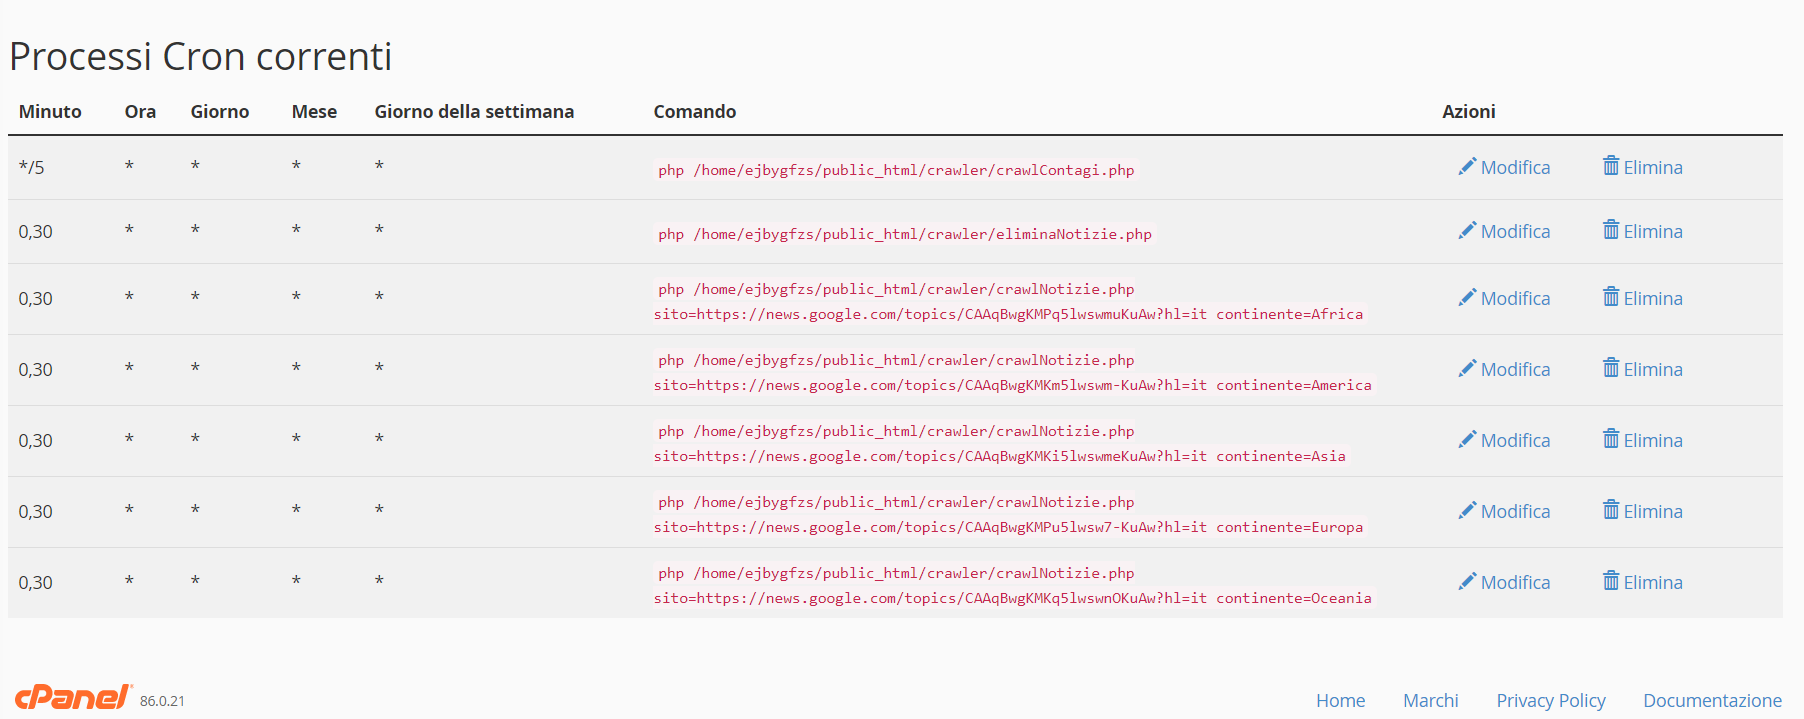 Processi Cron correnti
Minuto Ora Giorno Mese Giorno della settimana Comando Azioni
*/5 * * * * php /home/ejbygfzs/public_html/crawler/crawlContagi.php Modifica Elimina
0,30 * * * * php /home/ejbygfzs/public_html/crawler/eliminaNotizie.php Modifica Elimina
0,30 * * * * php /home/ejbygfzs/public_html/crawler/crawlNotizie.php Modifica Elimina
sito=https://news.google.com/topics/CAAqBwgKMPq5lwswmuKuAw?hl=it continente=Africa
0,30 * * * * php /home/ejbygfzs/public_html/crawler/crawlNotizie.php Modifica Elimina
sito=https://news.google.com/topics/CAAqBwgKMKm5lwswm-KuAw?hl=it continente=America
0,30 * * * * php /home/ejbygfzs/public_html/crawler/crawlNotizie.php Modifica Elimina
sito=https://news.google.com/topics/CAAqBwgKMKi5lwswmeKuAw?hl=it continente=Asia
0,30 * * * * php /home/ejbygfzs/public_html/crawler/crawlNotizie.php Modifica Elimina
sito=https://news.google.com/topics/CAAqBwgKMPu5lwsw7-KuAw?hl=it continente=Europa
0,30 * * * * php /home/ejbygfzs/public_html/crawler/crawlNotizie.php Modifica Elimina
sito=https://news.google.com/topics/CAAqBwgKMKq5lwswnOKuAw?hl=it continente=Oceania
cPanel 86.0.21 Home Marchi Privacy Policy Documentazione